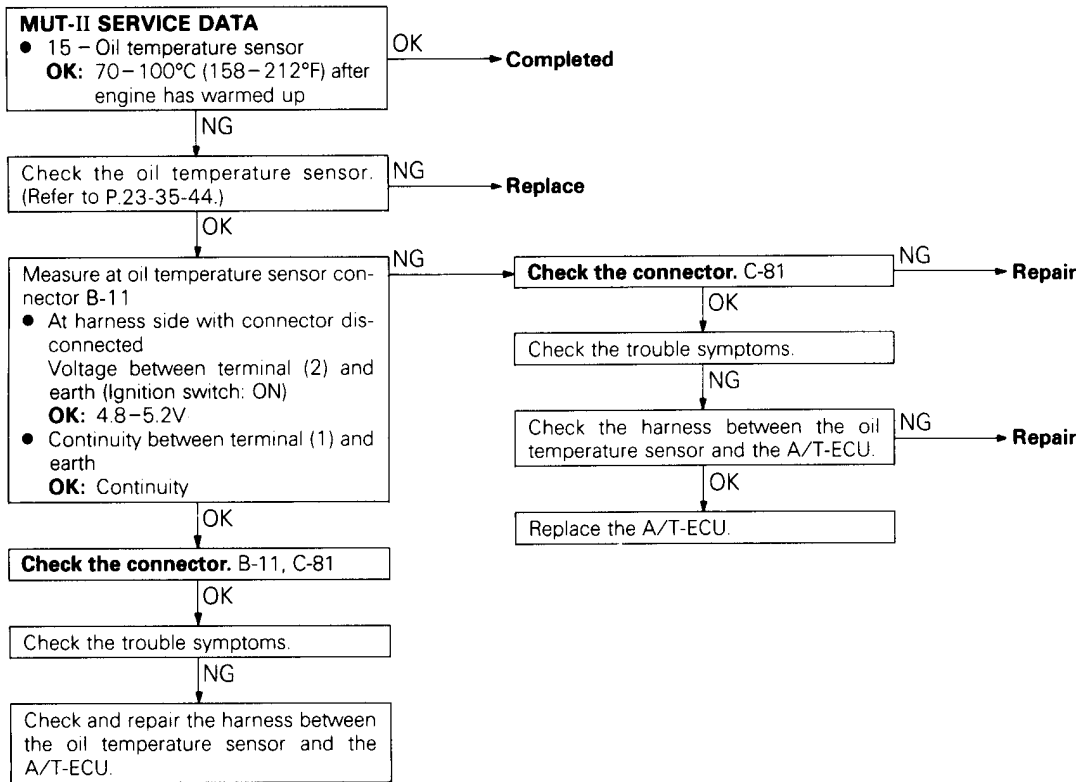 MUT-II SERVICE DATA
● 15 – Oil temperature sensor
OK: 70–100°C (158–212°F) after
engine has warmed up
OK
Completed
NG
Check the oil temperature sensor.
(Refer to P.23-35-44.)
NG
Replace
OK
Measure at oil temperature sensor con-
nector B-11
● At harness side with connector dis-
connected
Voltage between terminal (2) and
earth (Ignition switch: ON)
OK: 4.8–5.2V
● Continuity between terminal (1) and
earth
OK: Continuity
NG
Check the connector. C-81
NG
Repair
OK
Check the trouble symptoms.
NG
Check the harness between the oil
temperature sensor and the A/T-ECU.
NG
Repair
OK
Replace the A/T-ECU.
OK
Check the connector. B-11, C-81
OK
Check the trouble symptoms.
NG
Check and repair the harness between
the oil temperature sensor and the
A/T-ECU.